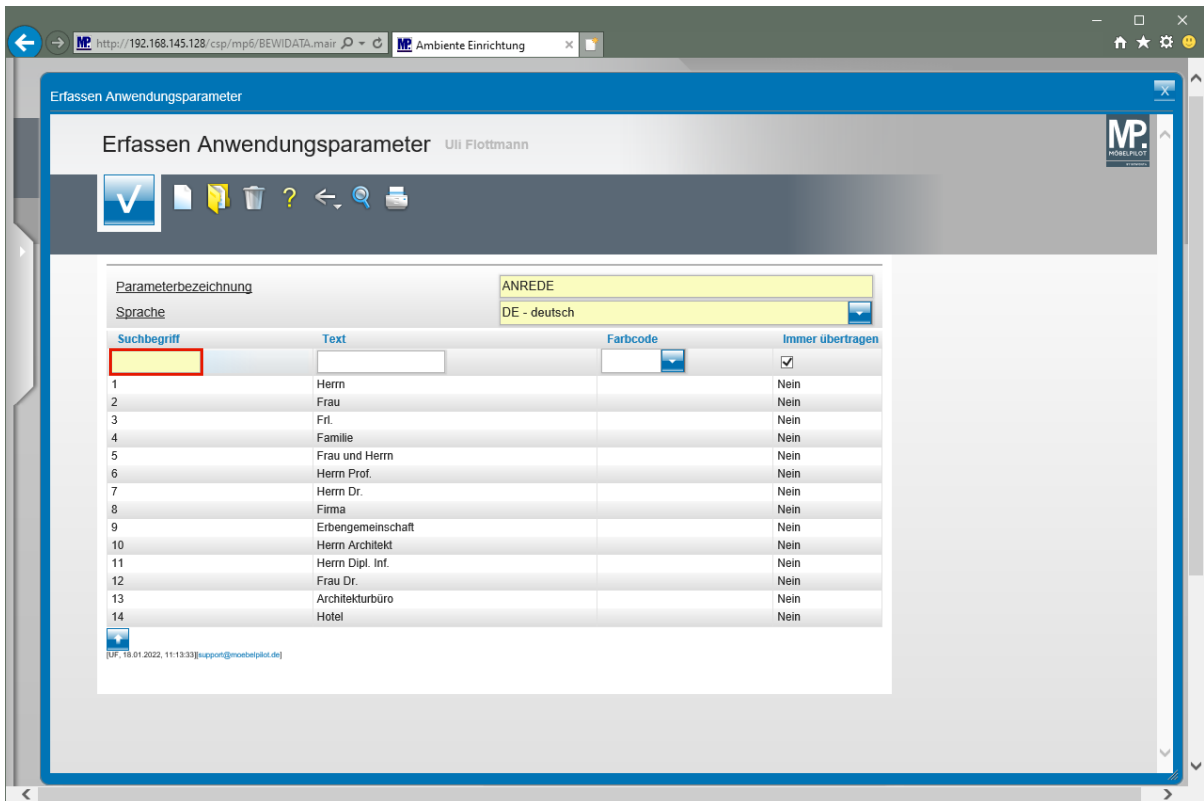 http://192.168.145.128/csp/mp6/BEWIDATA.mair
MP. Ambiente Einrichtung
Erfassen Anwendungsparameter
Erfassen Anwendungsparameter Uli Flottmann
MP.
MÖBELPILOT
Parameterbezeichnung ANREDE
Sprache DE - deutsch
Suchbegriff Text Farbcode Immer übertragen
1 Herrn Nein
2 Frau Nein
3 Frl. Nein
4 Familie Nein
5 Frau und Herrn Nein
6 Herrn Prof. Nein
7 Herrn Dr. Nein
8 Firma Nein
9 Erbengemeinschaft Nein
10 Herrn Architekt Nein
11 Herrn Dipl. Inf. Nein
12 Frau Dr. Nein
13 Architekturbüro Nein
14 Hotel Nein
[UF, 18.01.2022, 11:13:33][support@moebelpilot.de]